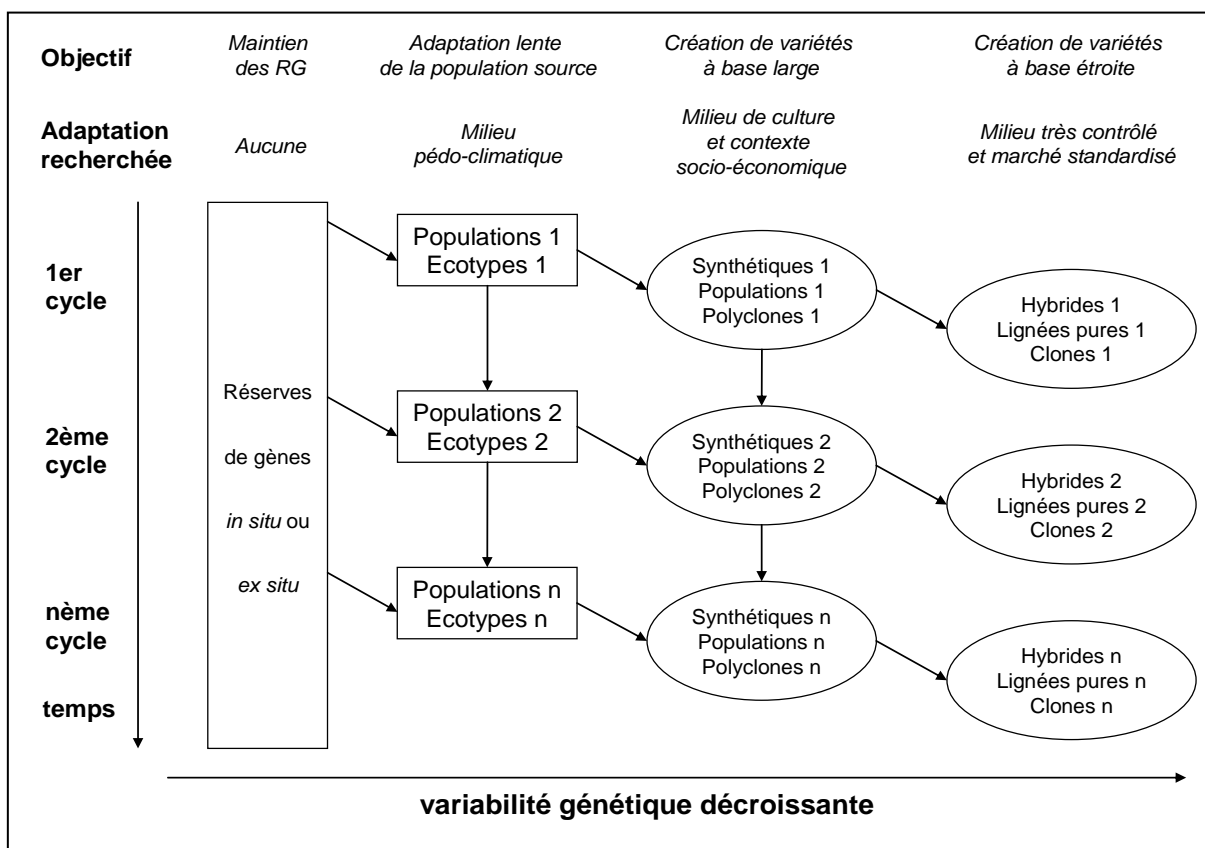 Objectif
Maintien
des RG
Adaptation lente
de la population source
Création de variétés
à base large
Création de variétés
à base étroite
Adaptation
recherchée
Aucune
Milieu
pédo-climatique
Milieu de culture
et contexte
socio-économique
Milieu très contrôlé
et marché standardisé
1er
cycle
Populations 1
Ecotypes 1
Synthétiques 1
Populations 1
Polyclones 1
Hybrides 1
Lignées pures 1
Clones 1
Réserves
de gènes
in situ ou
ex situ
2ème
cycle
Populations 2
Ecotypes 2
Synthétiques 2
Populations 2
Polyclones 2
Hybrides 2
Lignées pures 2
Clones 2
nème
cycle
Populations n
Ecotypes n
Synthétiques n
Populations n
Polyclones n
Hybrides n
Lignées pures n
Clones n
temps
variabilité génétique décroissante